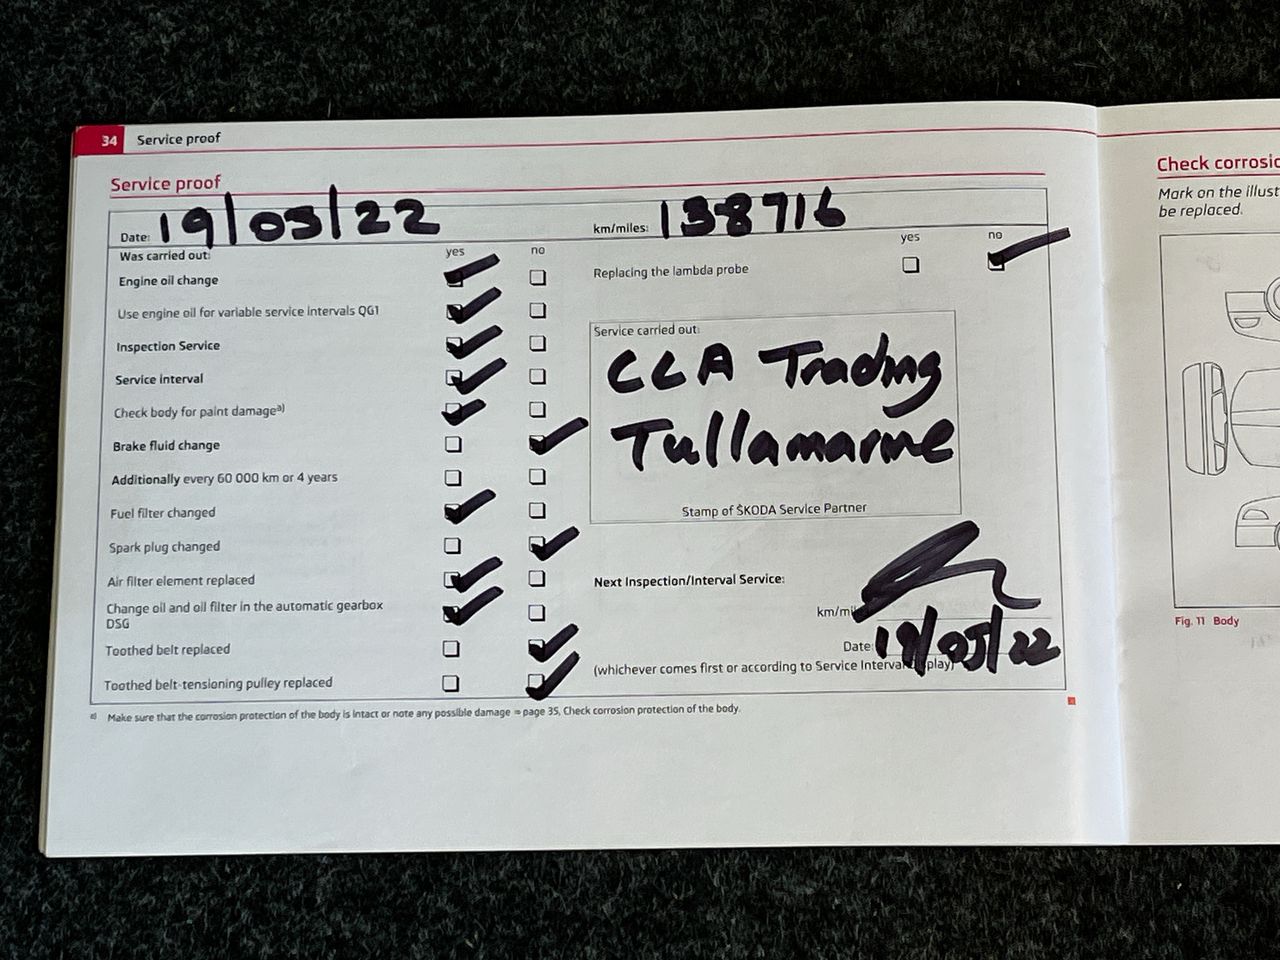 34 Service proof
Service proof
Date: 19/05/22
km/miles: 138716
Was carried out:
yes no
Engine oil change
Use engine oil for variable service intervals QG1
Inspection Service
Service interval
Check body for paint damage a)
Brake fluid change
Additionally every 60 000 km or 4 years
Fuel filter changed
Spark plug changed
Air filter element replaced
Change oil and oil filter in the automatic gearbox
DSG
Toothed belt replaced
Toothed belt-tensioning pulley replaced
yes no
Replacing the lambda probe
Service carried out:
CLA Trading
Tullamarine
Stamp of ŠKODA Service Partner
Next Inspection/Interval Service:
Date: 19/05/22
(whichever comes first or according to Service Interval
a) Make sure that the corrosion protection of the body is intact or note any possible damage ⇒ page 35, Check corrosion protection of the body.
Check
Mark on the
be replaced.
Fig. 11 Body